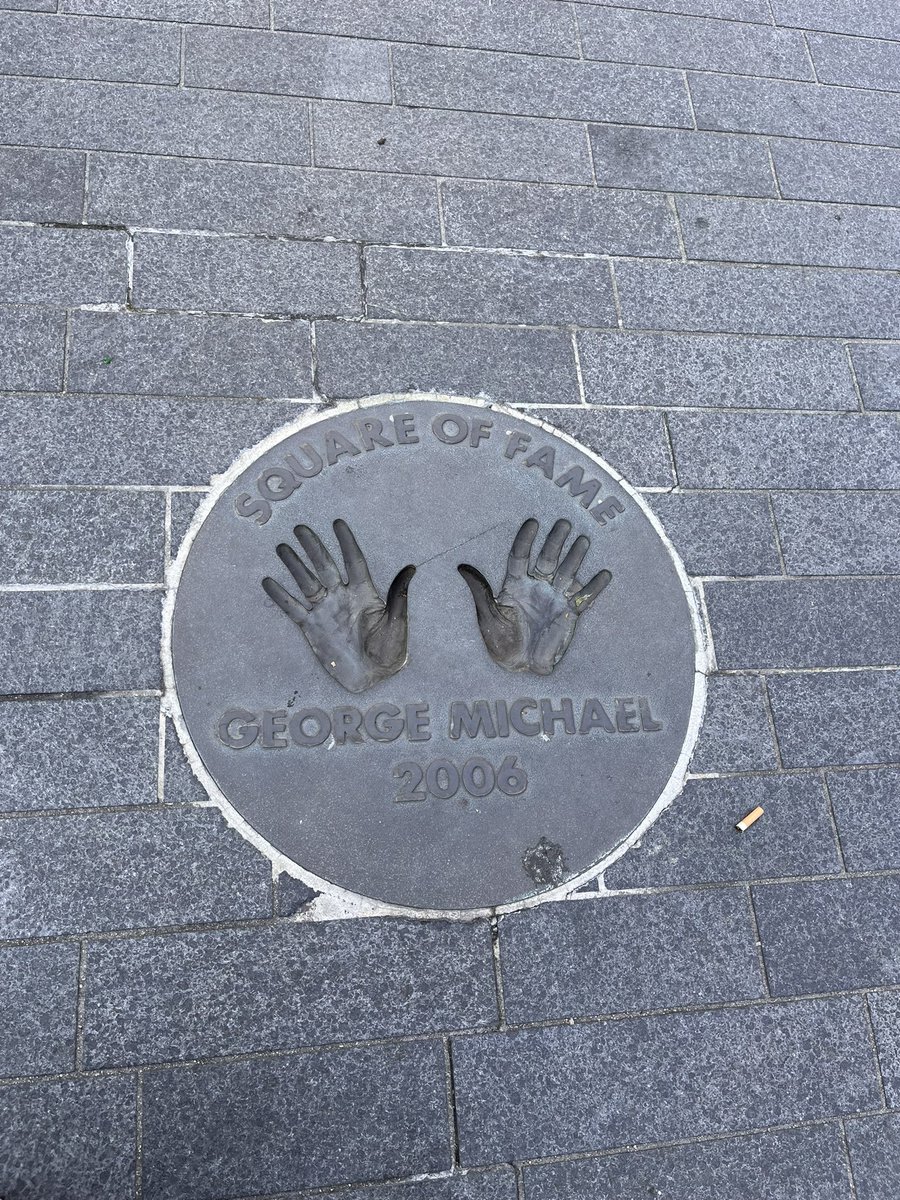 SQUARE OF FAME
GEORGE MICHAEL
2006